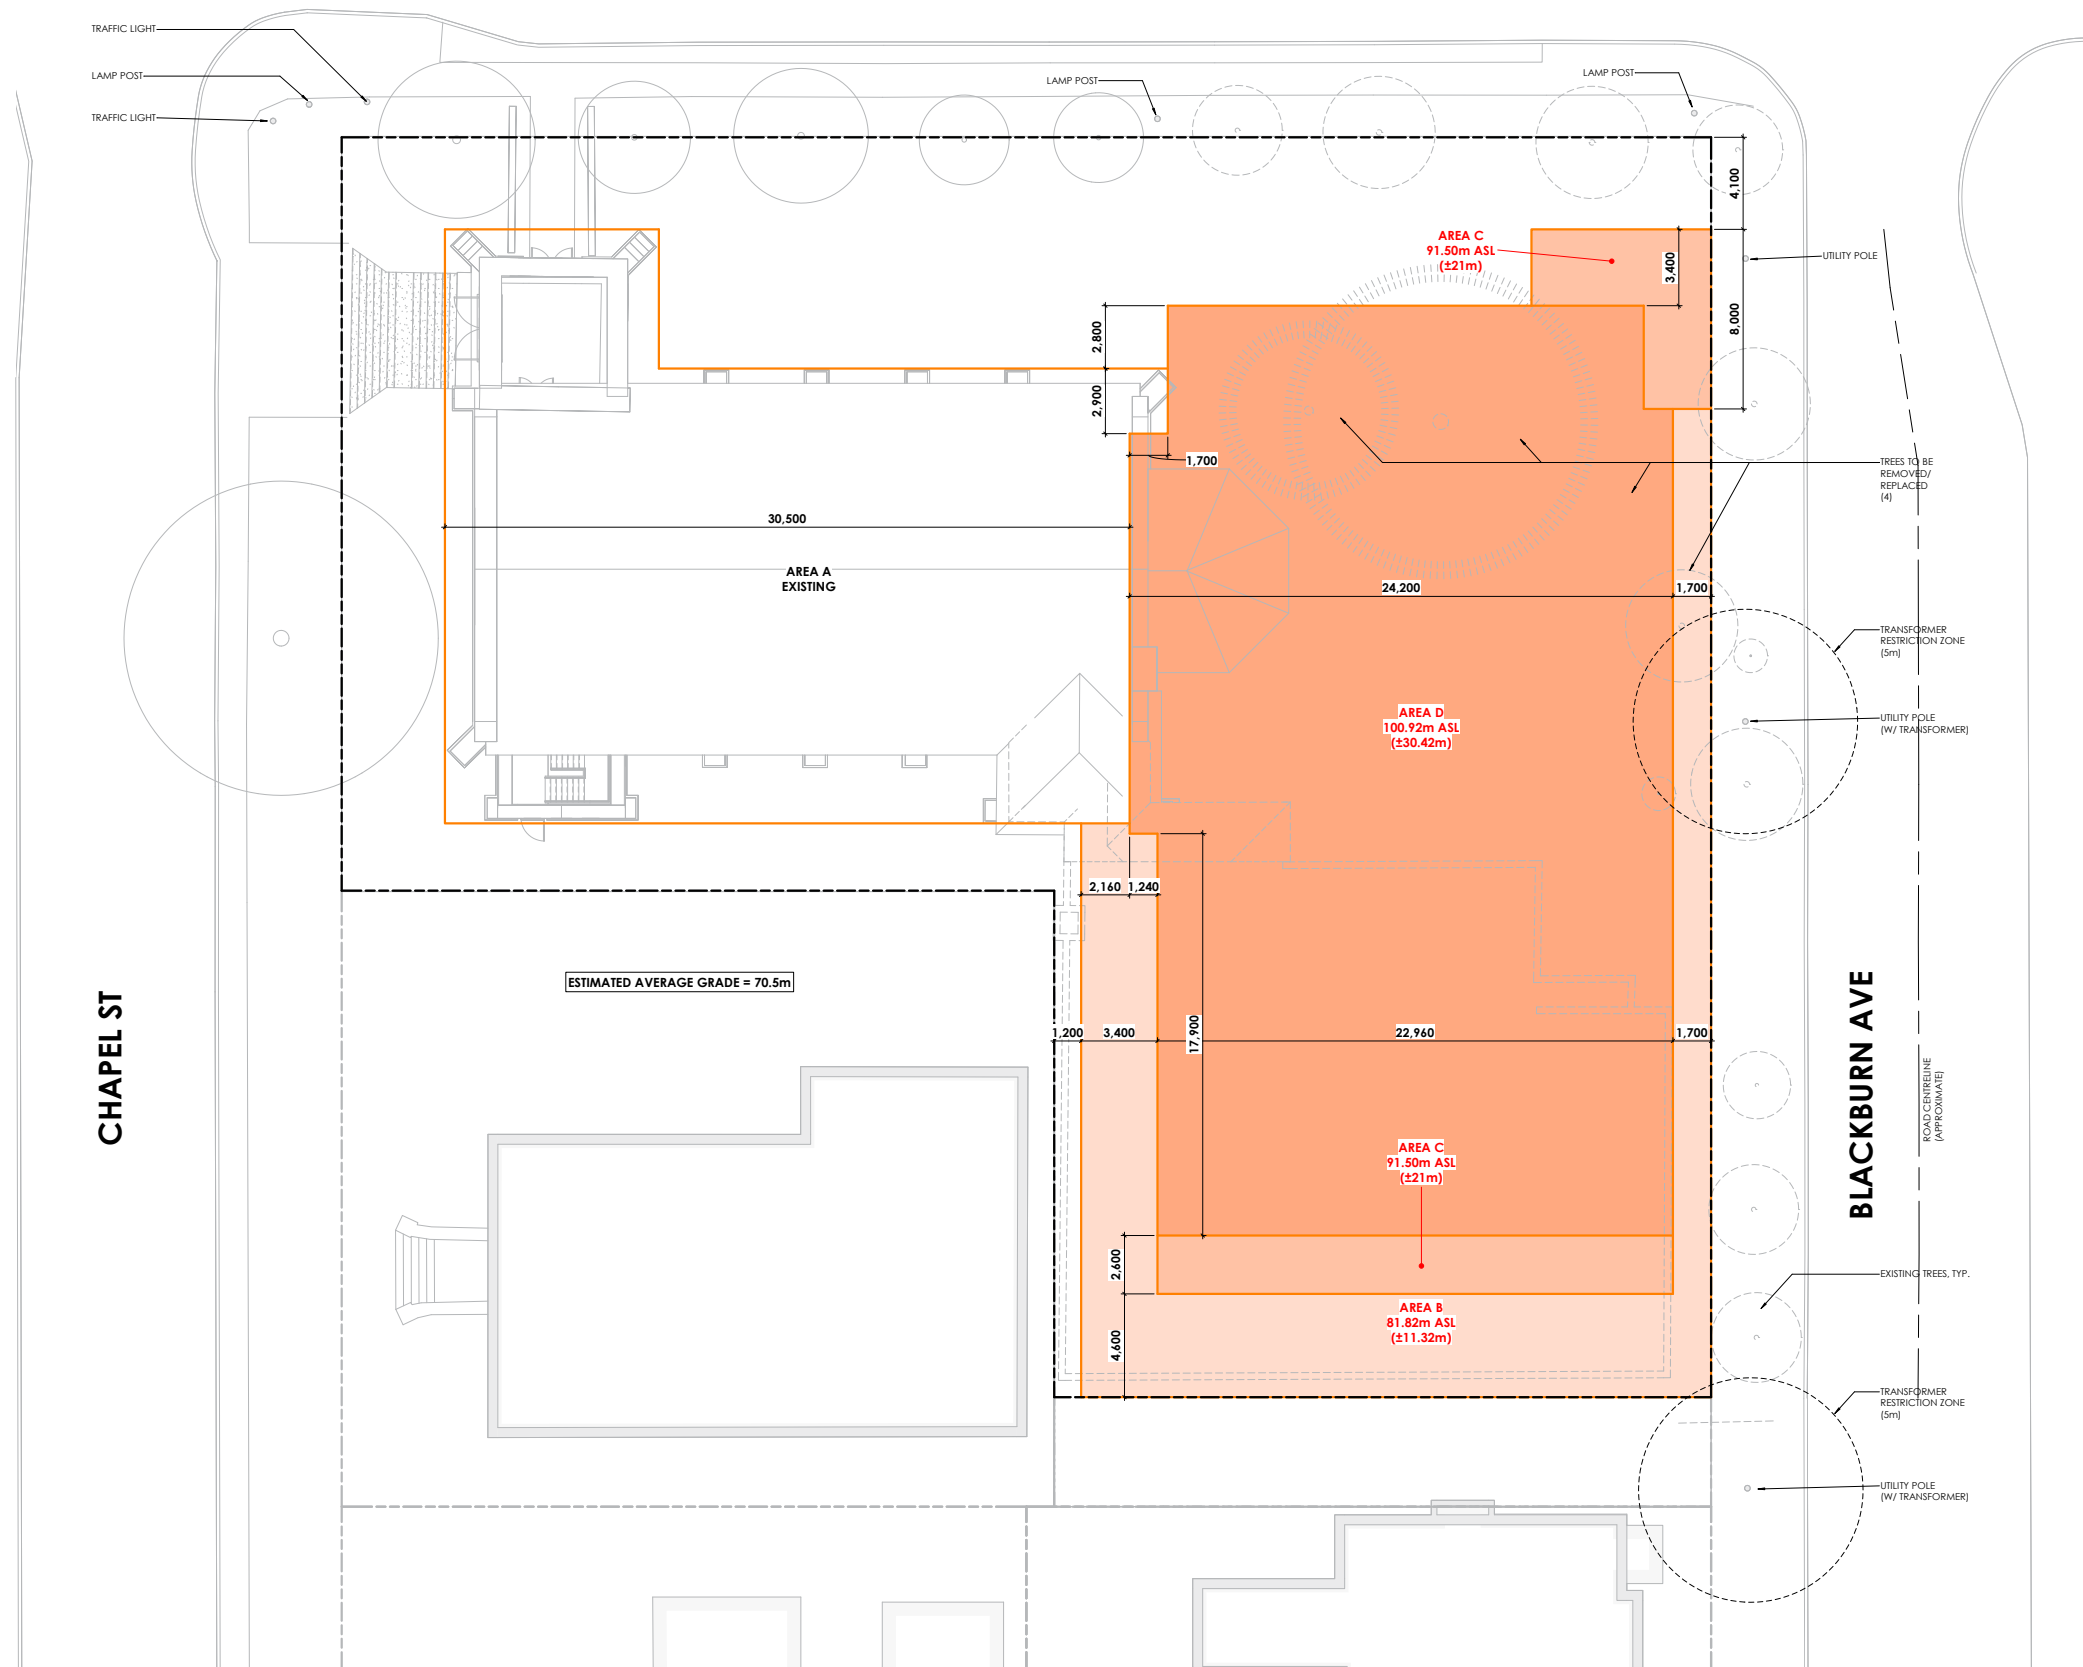 TRAFFIC LIGHT
LAMP POST
TRAFFIC LIGHT
LAMP POST
LAMP POST
4,100
AREA C
91.50m ASL
(±21m)
3,400
UTILITY POLE
8,000
2,800
2,900
1,700
TREES TO BE
REMOVED/
REPLACED
(4)
30,500
AREA A
EXISTING
24,200
1,700
TRANSFORMER
RESTRICTION ZONE
(5m)
AREA D
100.92m ASL
(±30.42m)
UTILITY POLE
(W/ TRANSFORMER)
2,160
1,240
ESTIMATED AVERAGE GRADE = 70.5m
CHAPEL ST
1,200
3,400
17,900
22,960
1,700
BLACKBURN AVE
ROAD CENTRELINE
(APPROXIMATE)
AREA C
91.50m ASL
(±21m)
2,600
EXISTING TREES, TYP.
AREA B
81.82m ASL
(±11.32m)
4,600
TRANSFORMER
RESTRICTION ZONE
(5m)
UTILITY POLE
(W/ TRANSFORMER)